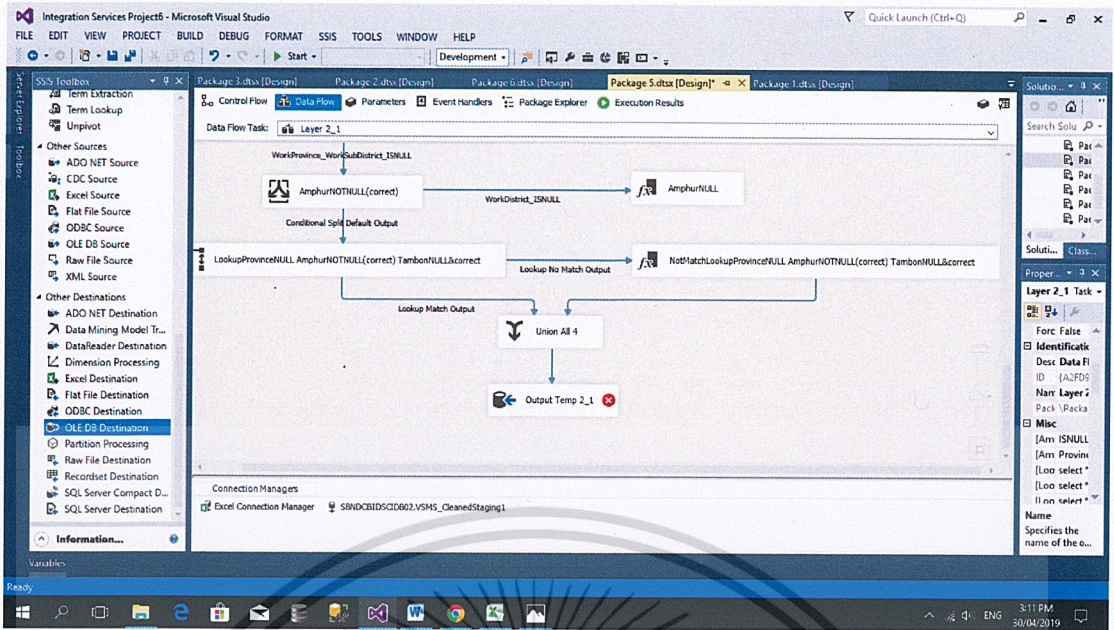 Integration Services Project6 - Microsoft Visual Studio
Quick Launch (Ctrl+Q)
FILE EDIT VIEW PROJECT BUILD DEBUG FORMAT SSIS TOOLS WINDOW HELP
Start
Development
Server Explorer
Toolbox
SSIS Toolbox
Term Extraction
Term Lookup
Unpivot
Other Sources
ADO NET Source
CDC Source
Excel Source
Flat File Source
ODBC Source
OLE DB Source
Raw File Source
XML Source
Other Destinations
ADO NET Destination
Data Mining Model Tr...
DataReader Destination
Dimension Processing
Excel Destination
Flat File Destination
ODBC Destination
OLE DB Destination
Partition Processing
Raw File Destination
Recordset Destination
SQL Server Compact D...
SQL Server Destination
Information...
Package 3.dtsx [Design] Package 2.dtsx [Design] Package 6.dtsx [Design] Package 5.dtsx [Design]* Package 1.dtsx [Design]
Control Flow Data Flow Parameters Event Handlers Package Explorer Execution Results
Data Flow Task: Layer 2_1
WorkProvince_WorkSubDistrict_ISNULL
AmphurNOTNULL(correct)
WorkDistrict_ISNULL
AmphurNULL
Conditional Split Default Output
LookupProvinceNULL AmphurNOTNULL(correct) TambonNULL&correct
Lookup No Match Output
NotMatchLookupProvinceNULL AmphurNOTNULL(correct) TambonNULL&correct
Lookup Match Output
Union All 4
Output Temp 2_1
Connection Managers
Excel Connection Manager SBNDCBIDSCIDB02.VSMS_CleanedStaging1
Solutio...
Search Solu
Pac
Pac
Pac
Pac
Pac
Pac
Soluti... Class...
Proper...
Layer 2_1 Task
Forc False
Identificatic
Desc Data Fl
ID {A2FD9
Nam Layer 2
Pack \Packa
Misc
[Am ISNULL
[Am Provinc
[Loo select *
[Loo select *
[Loo select *
Name
Specifies the
name of the o...
Variables
Ready
ENG
3:11 PM
30/04/2019